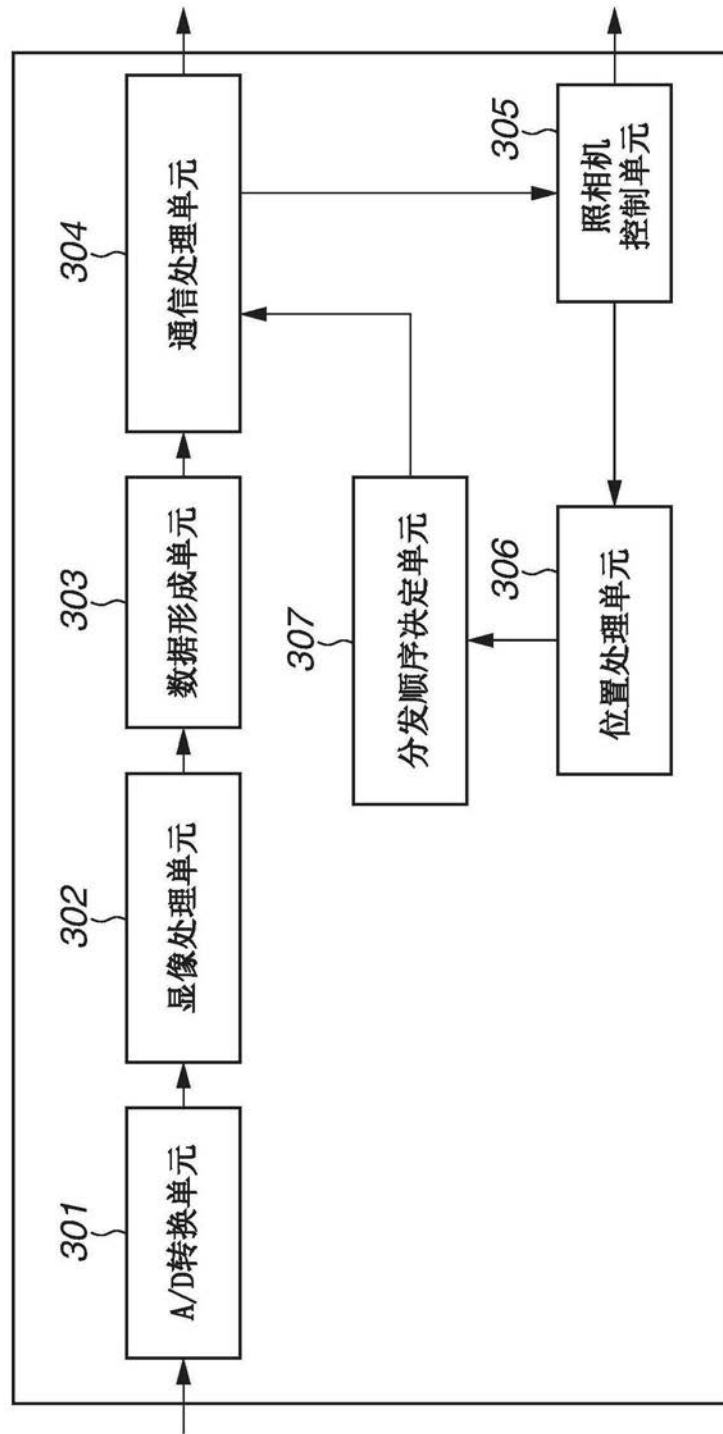 301
A/D转换单元
302
显像处理单元
303
数据形成单元
304
通信处理单元
307
分发顺序决定单元
306
位置处理单元
305
照相机
控制单元